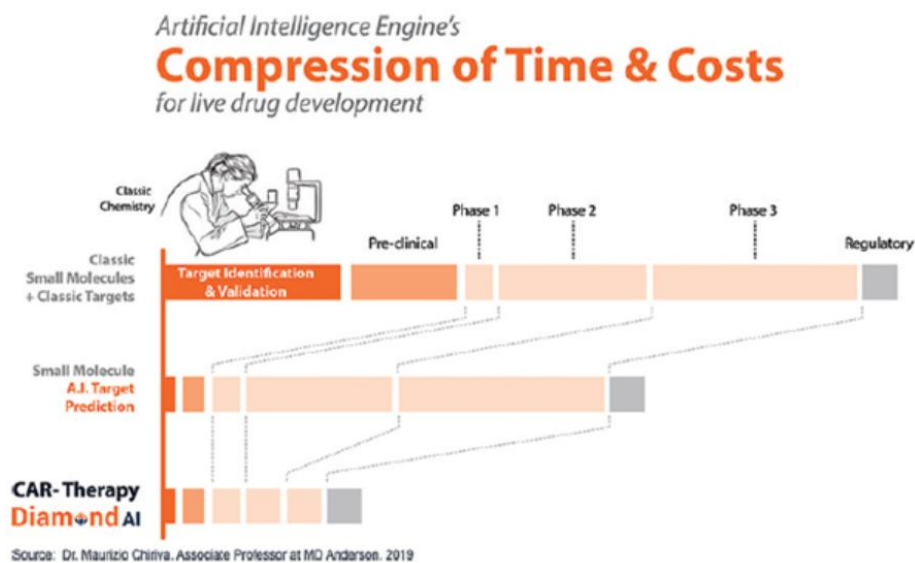 Artificial Intelligence Engine's
Compression of Time & Costs
for live drug development
Classic
Chemistry
Phase 1
Phase 2
Phase 3
Pre-clinical
Regulatory
Classic
Small Molecules
+ Classic Targets
Target Identification
& Validation
Small Molecule
A.I. Target
Prediction
CAR-Therapy
Diamond AI
Source: Dr. Maurizio Chiriva, Associate Professor at MD Anderson, 2019